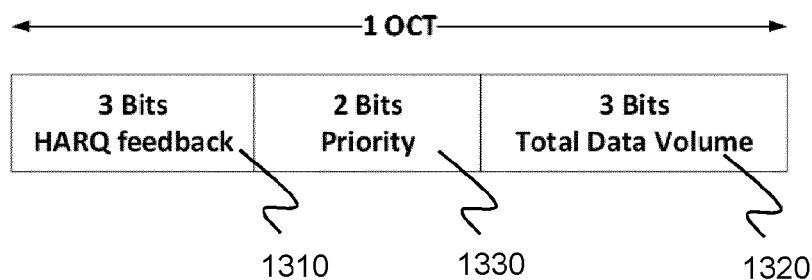 1 OCT
3 Bits
HARQ feedback
2 Bits
Priority
3 Bits
Total Data Volume
1310
1330
1320